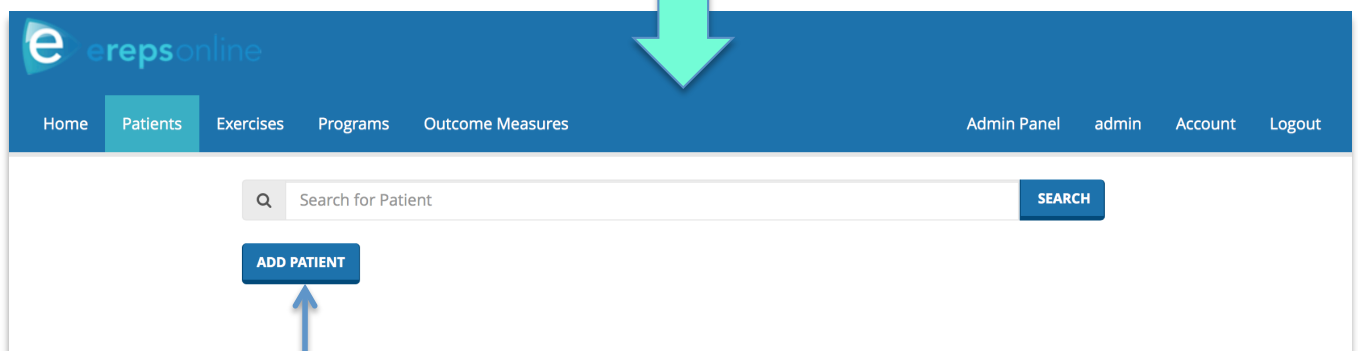 e erepsonline
Home Patients Exercises Programs Outcome Measures Admin Panel admin Account Logout
Search for Patient SEARCH
ADD PATIENT